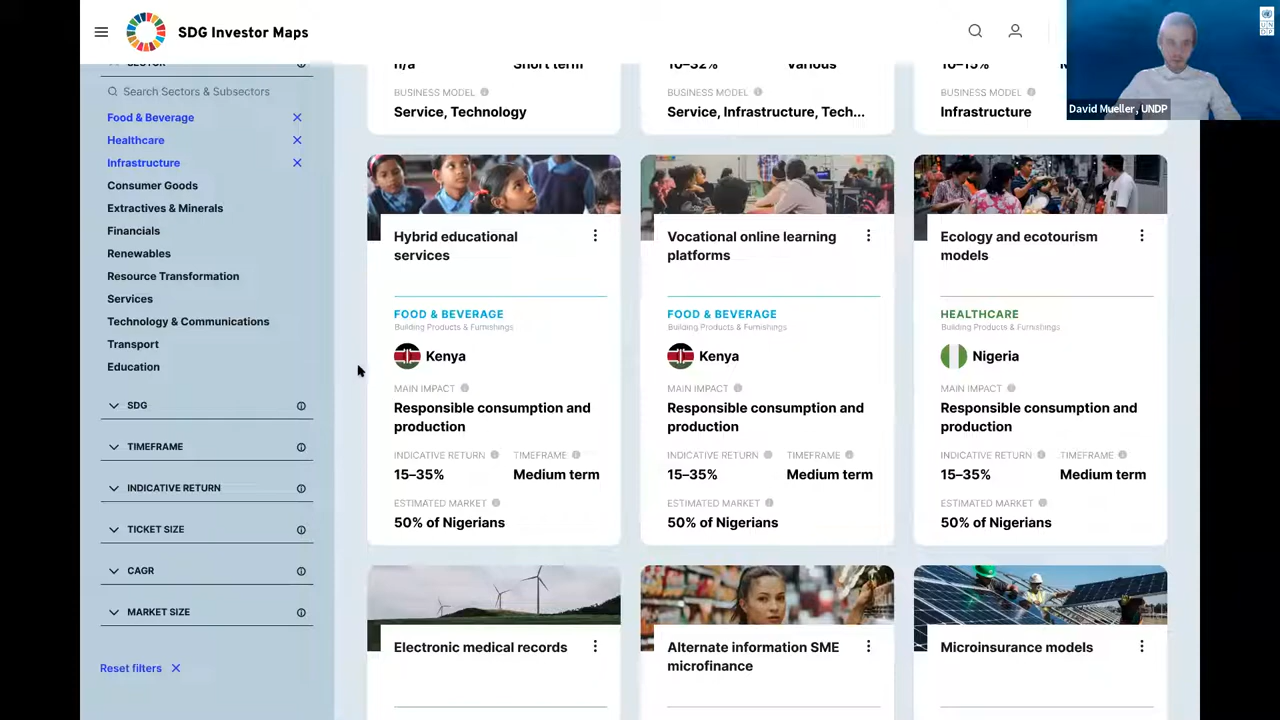 SDG Investor Maps
UN
DP
David Mueller, UNDP
SECTOR
Search Sectors & Subsectors
Food & Beverage
Healthcare
Infrastructure
Consumer Goods
Extractives & Minerals
Financials
Renewables
Resource Transformation
Services
Technology & Communications
Transport
Education
SDG
TIMEFRAME
INDICATIVE RETURN
TICKET SIZE
CAGR
MARKET SIZE
Reset filters
n/a Short term
BUSINESS MODEL
Service, Technology
10–32% Various
BUSINESS MODEL
Service, Infrastructure, Tech...
10–15%
BUSINESS MODEL
Infrastructure
Hybrid educational
services
FOOD & BEVERAGE
Building Products & Furnishings
Kenya
MAIN IMPACT
Responsible consumption and
production
INDICATIVE RETURN TIMEFRAME
15–35% Medium term
ESTIMATED MARKET
50% of Nigerians
Vocational online learning
platforms
FOOD & BEVERAGE
Building Products & Furnishings
Kenya
MAIN IMPACT
Responsible consumption and
production
INDICATIVE RETURN TIMEFRAME
15–35% Medium term
ESTIMATED MARKET
50% of Nigerians
Ecology and ecotourism
models
HEALTHCARE
Building Products & Furnishings
Nigeria
MAIN IMPACT
Responsible consumption and
production
INDICATIVE RETURN TIMEFRAME
15–35% Medium term
ESTIMATED MARKET
50% of Nigerians
Electronic medical records
Alternate information SME
microfinance
Microinsurance models